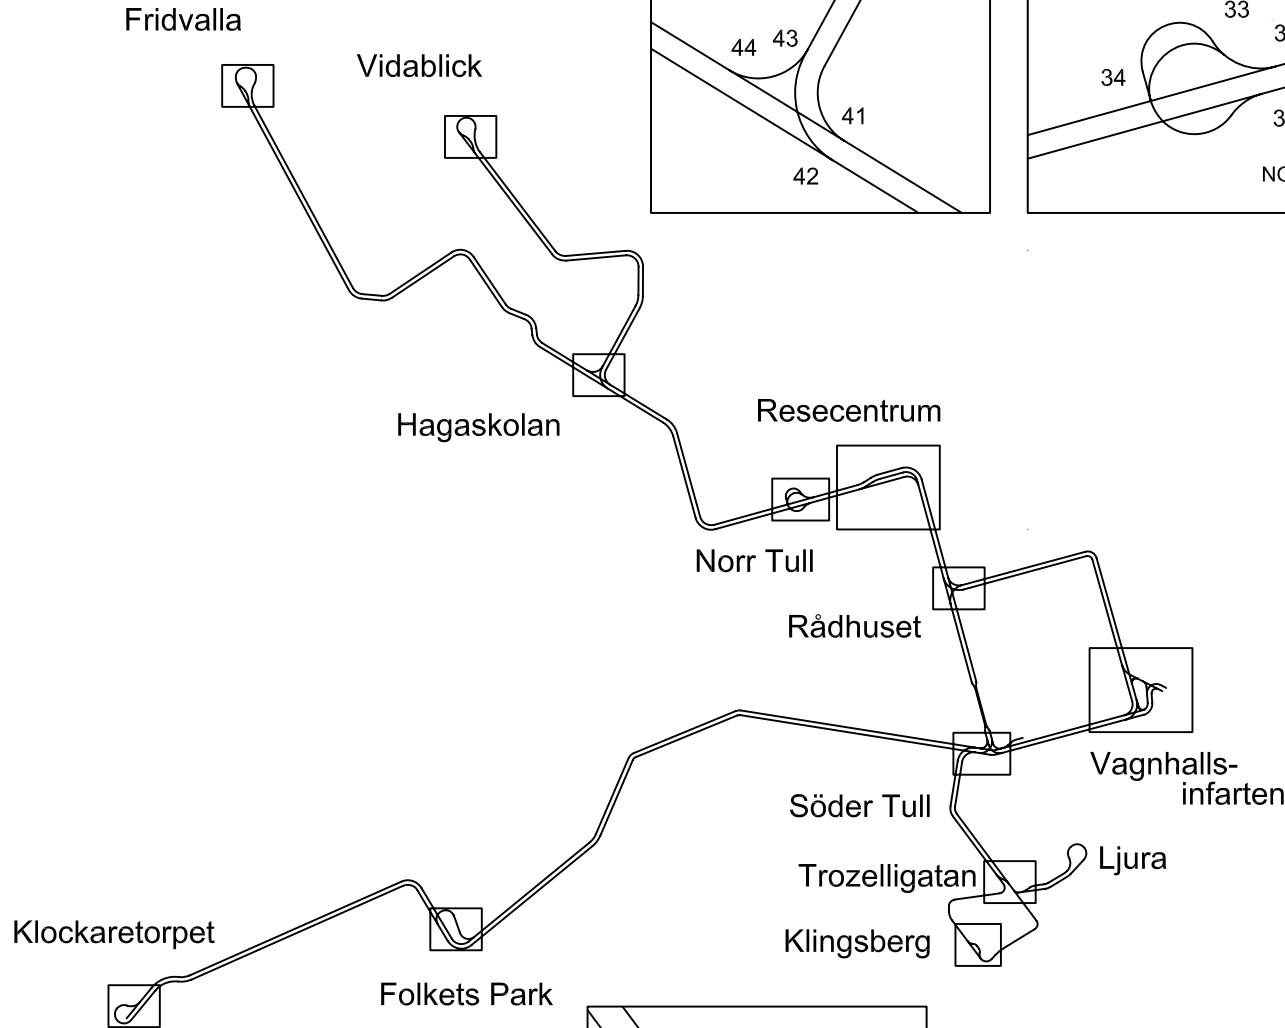 Fridvalla
Vidablick
44
43
41
42
33
34
Hagaskolan
Resecentrum
Norr Tull
Rådhuset
Vagnhalls-
infarten
Söder Tull
Trozelligatan
Ljura
Klingsberg
Klockaretorpet
Folkets Park